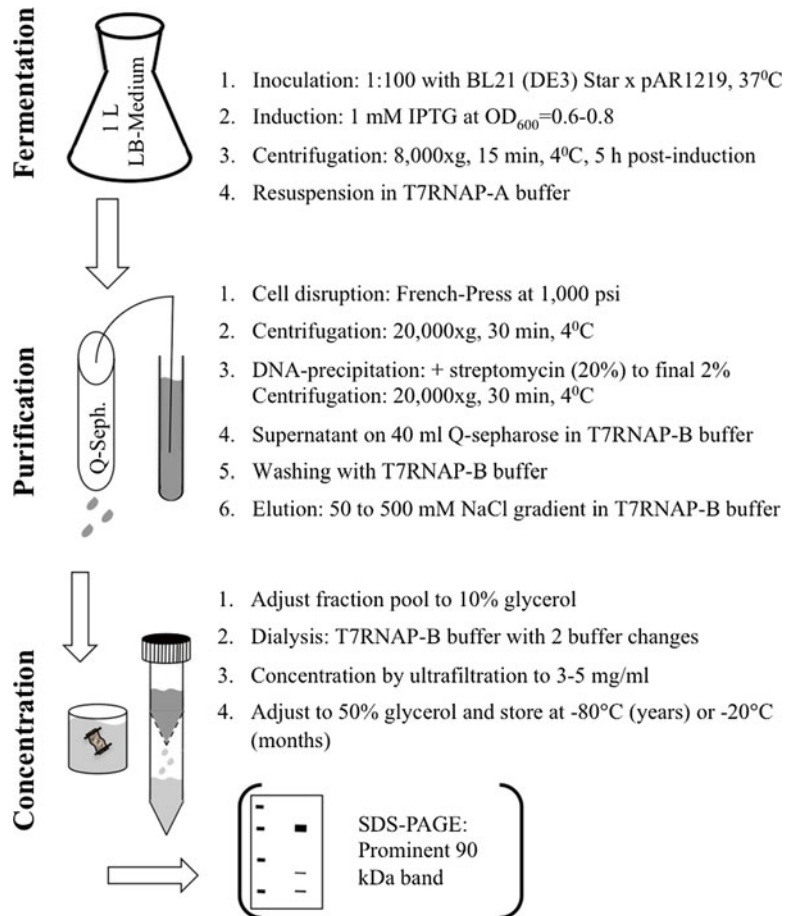 Fermentation
1 L
LB-Medium
1. Inoculation: 1:100 with BL21 (DE3) Star x pAR1219, 37⁰C
2. Induction: 1 mM IPTG at OD₆₀₀=0.6-0.8
3. Centrifugation: 8,000xg, 15 min, 4⁰C, 5 h post-induction
4. Resuspension in T7RNAP-A buffer
Purification
Q-Seph.
1. Cell disruption: French-Press at 1,000 psi
2. Centrifugation: 20,000xg, 30 min, 4⁰C
3. DNA-precipitation: + streptomycin (20%) to final 2%
Centrifugation: 20,000xg, 30 min, 4⁰C
4. Supernatant on 40 ml Q-sepharose in T7RNAP-B buffer
5. Washing with T7RNAP-B buffer
6. Elution: 50 to 500 mM NaCl gradient in T7RNAP-B buffer
Concentration
1. Adjust fraction pool to 10% glycerol
2. Dialysis: T7RNAP-B buffer with 2 buffer changes
3. Concentration by ultrafiltration to 3-5 mg/ml
4. Adjust to 50% glycerol and store at -80°C (years) or -20°C
(months)
SDS-PAGE:
Prominent 90
kDa band